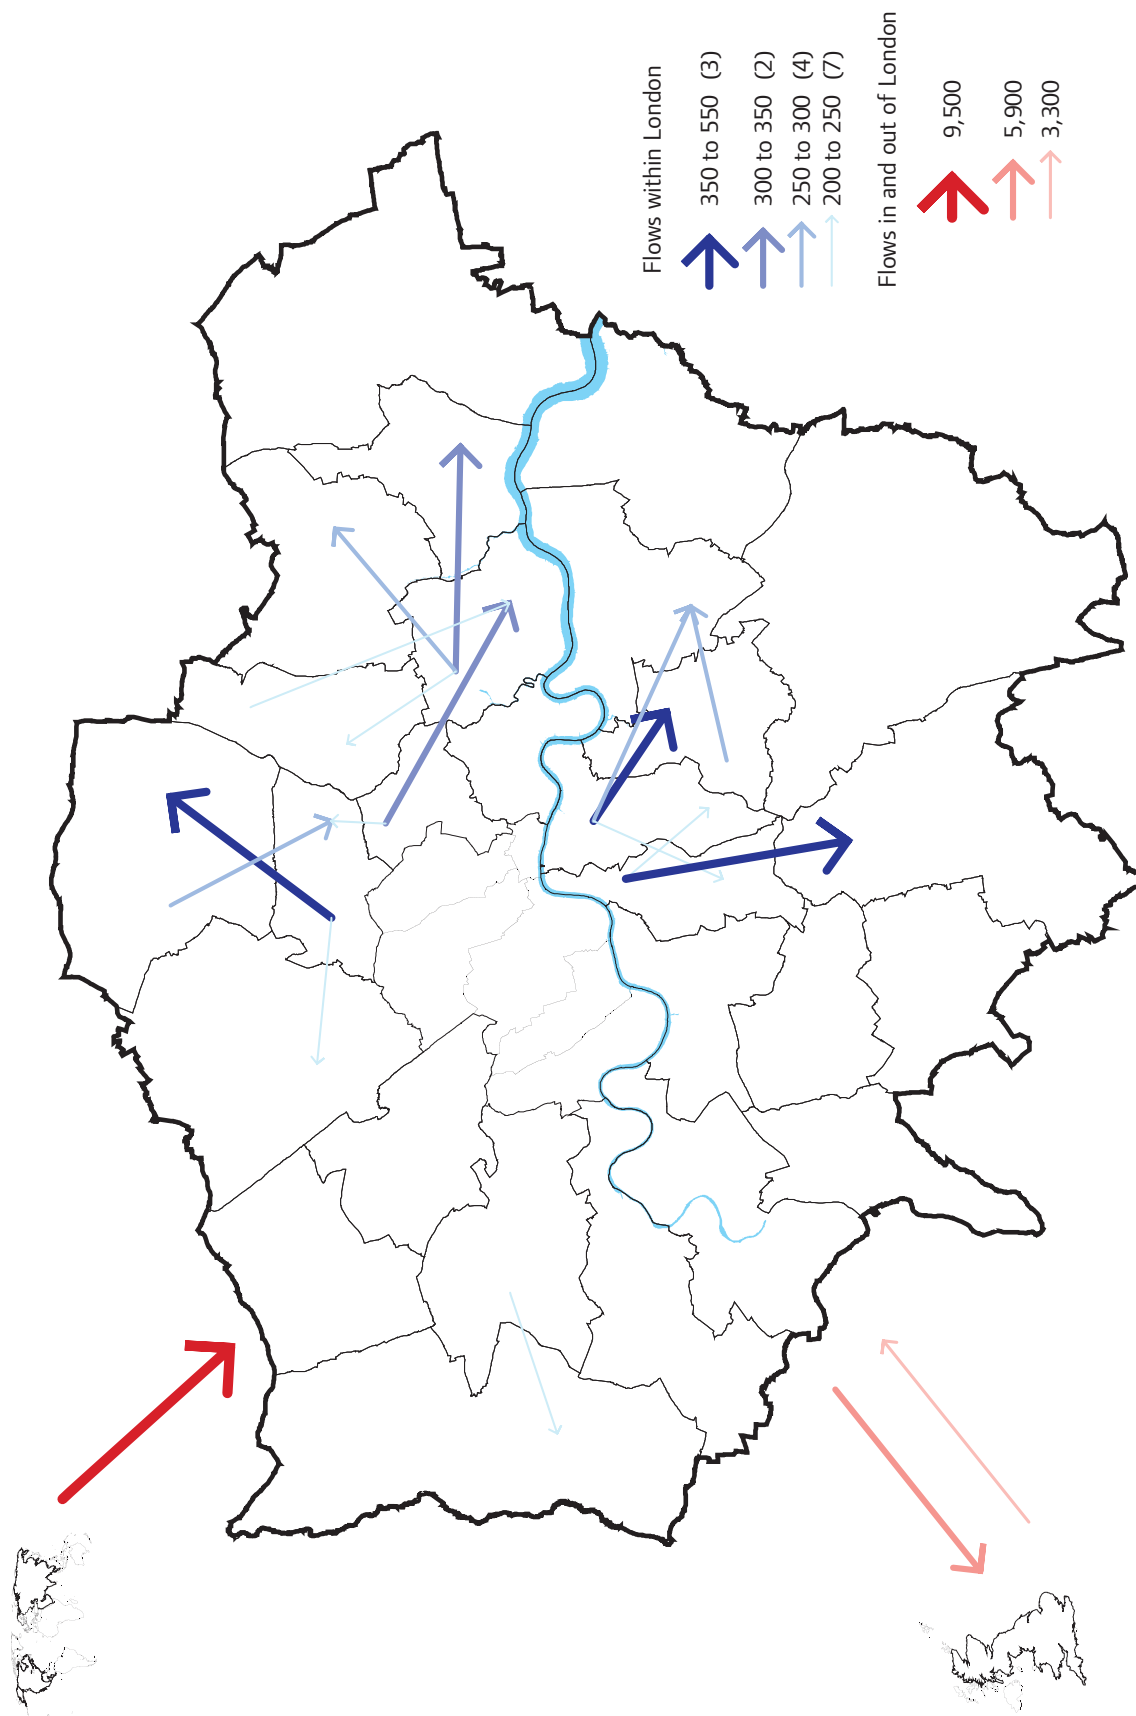 Flows within London
350 to 550 (3)
300 to 350 (2)
250 to 300 (4)
200 to 250 (7)
Flows in and out of London
9,500
5,900
3,300